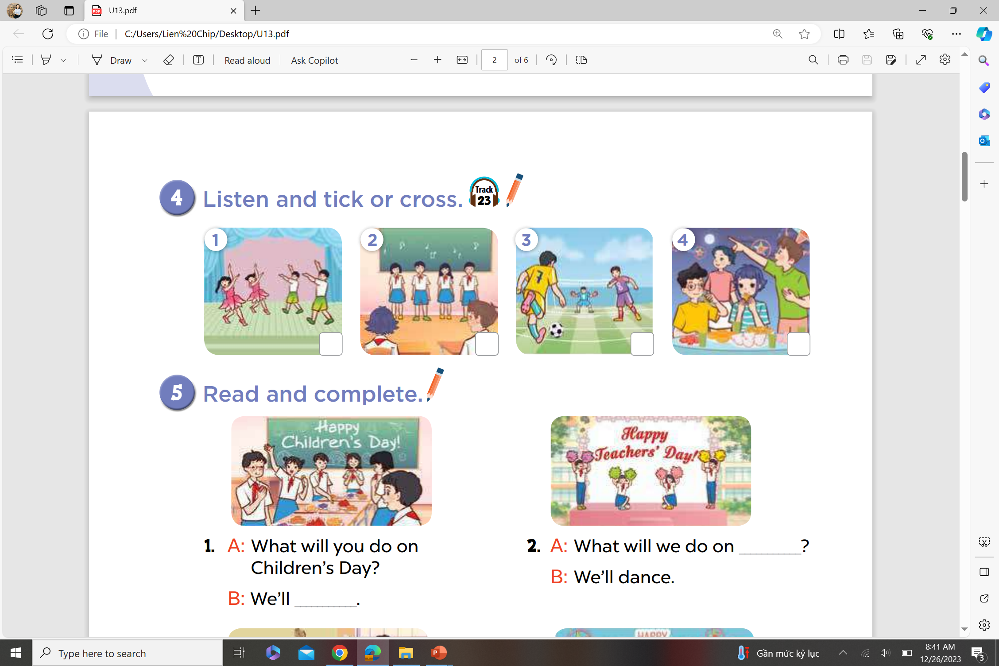 U13.pdf
File
C:/Users/Lien%20Chip/Desktop/U13.pdf
Draw
Read aloud
Ask Copilot
2
of 6
4 Listen and tick or cross.
Track
23
1
2
3
4
7
5 Read and complete.
Happy
Children's Day!
Happy
Teachers' Day!
1. A: What will you do on
Children's Day?
B: We'll __________.
2. A: What will we do on __________?
B: We'll dance.
HAPPY
Type here to search
Gần mức kỷ lục
8:41 AM
12/26/2023
3